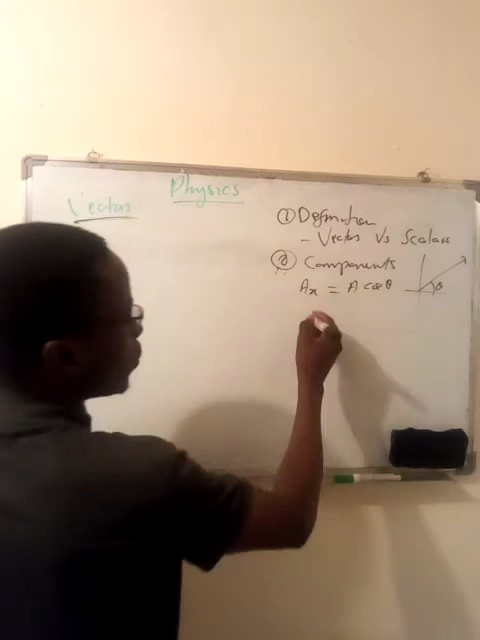 Physics
Vectors
① Definition
- Vectors Vs Scalars
② Components
Ax = A cos θ
θ